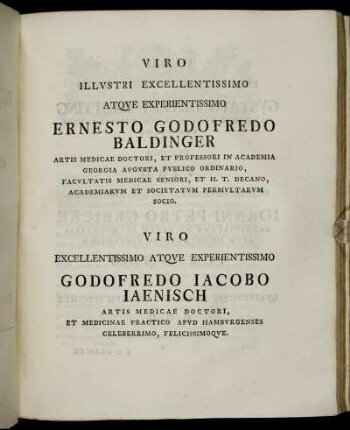 VIRO
ILLVSTRI EXCELLENTISSIMO
ATQVE EXPERIENTISSIMO
ERNESTO GODOFREDO
BALDINGER
ARTIS MEDICAE DOCTORI, ET PROFESSORI IN ACADEMIA
GEORGIA AVGVSTA PVBLICO ORDINARIO,
FACVLTATIS MEDICAE SENIORI, ET H. T. DECANO,
ACADEMIARVM ET SOCIETATVM PERMVLTARVM
SOCIO.
VIRO
EXCELLENTISSIMO ATQVE EXPERIENTISSIMO
GODOFREDO IACOBO
IAENISCH
ARTIS MEDICAE DOCTORI,
ET MEDICINAE PRACTICO APVD HAMBVRGENSES
CELEBERRIMO, FELICISSIMOQVE.